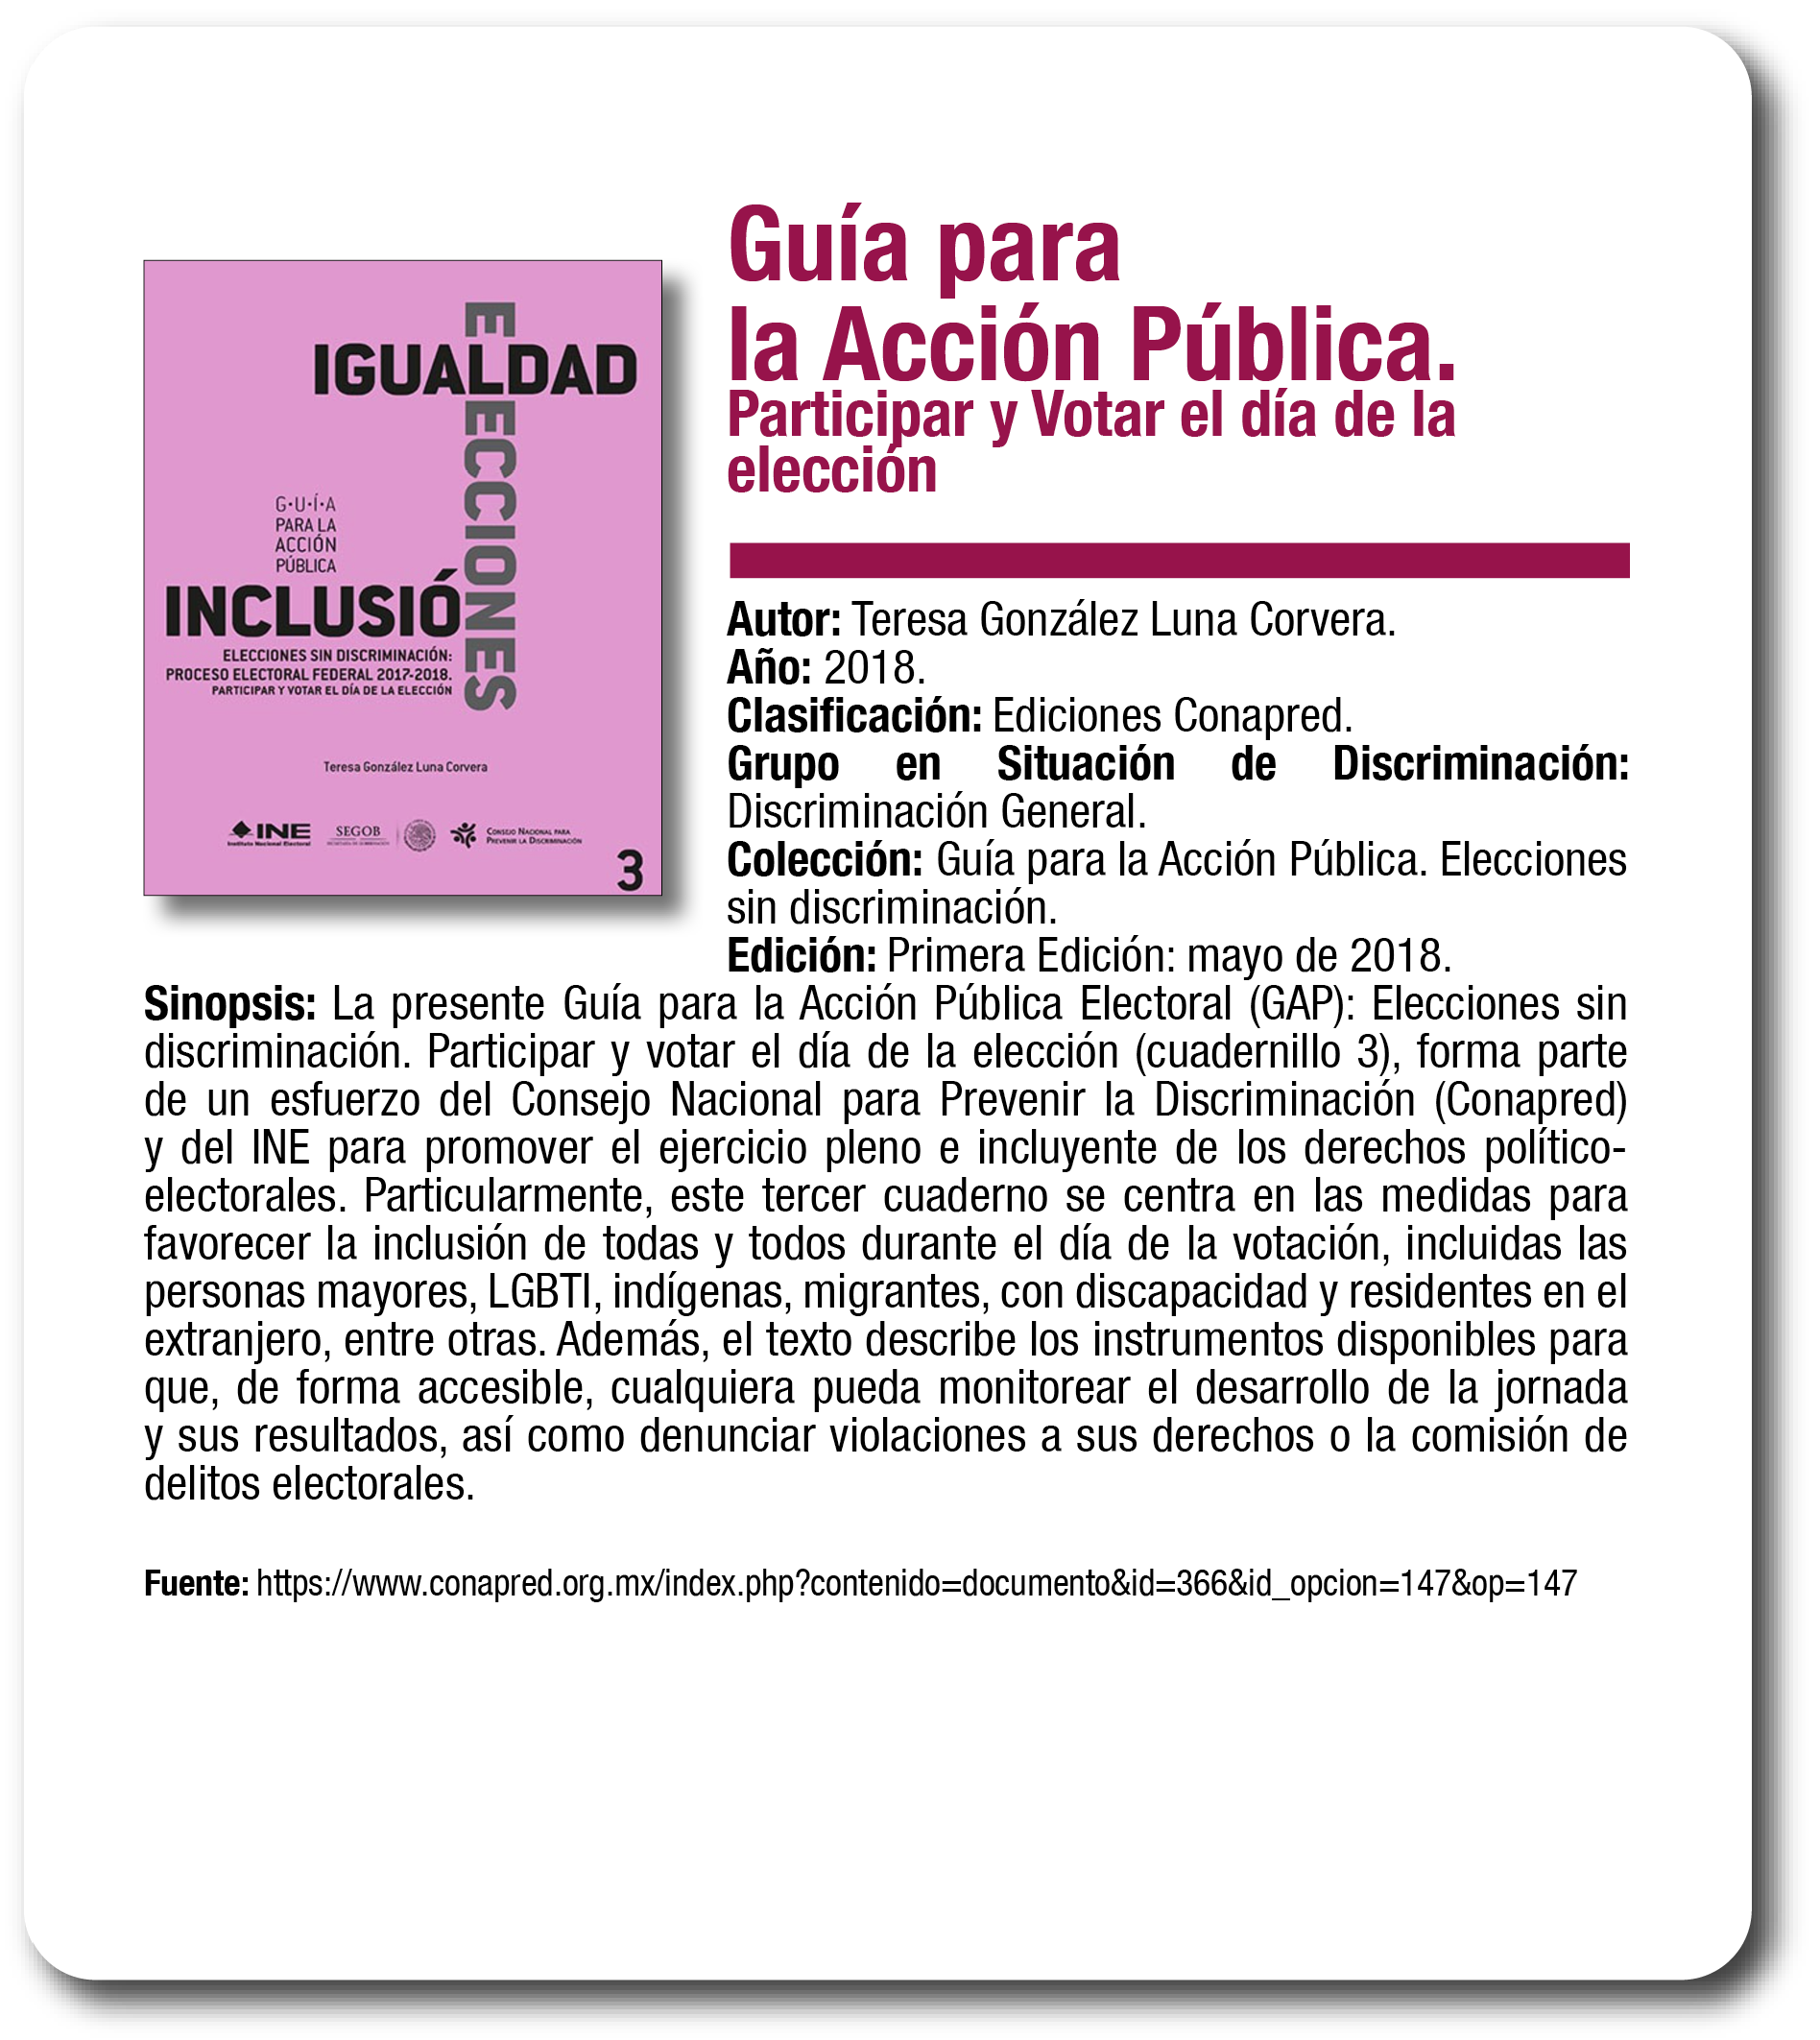 Guía para
la Acción Pública.
Participar y Votar el día de la
elección
ELECCIONES
IGUALDAD
G·U·Í·A
PARA LA
ACCIÓN
PÚBLICA
INCLUSIÓ
ELECCIONES SIN DISCRIMINACIÓN:
PROCESO ELECTORAL FEDERAL 2017-2018.
PARTICIPAR Y VOTAR EL DÍA DE LA ELECCIÓN
Teresa González Luna Corvera
INE
Instituto Nacional Electoral
SEGOB
CONSEJO NACIONAL PARA
PREVENIR LA DISCRIMINACIÓN
3
Autor: Teresa González Luna Corvera.
Año: 2018.
Clasificación: Ediciones Conapred.
Grupo en Situación de Discriminación:
Discriminación General.
Colección: Guía para la Acción Pública. Elecciones
sin discriminación.
Edición: Primera Edición: mayo de 2018.
Sinopsis: La presente Guía para la Acción Pública Electoral (GAP): Elecciones sin
discriminación. Participar y votar el día de la elección (cuadernillo 3), forma parte
de un esfuerzo del Consejo Nacional para Prevenir la Discriminación (Conapred)
y del INE para promover el ejercicio pleno e incluyente de los derechos político-
electorales. Particularmente, este tercer cuaderno se centra en las medidas para
favorecer la inclusión de todas y todos durante el día de la votación, incluidas las
personas mayores, LGBTI, indígenas, migrantes, con discapacidad y residentes en el
extranjero, entre otras. Además, el texto describe los instrumentos disponibles para
que, de forma accesible, cualquiera pueda monitorear el desarrollo de la jornada
y sus resultados, así como denunciar violaciones a sus derechos o la comisión de
delitos electorales.
Fuente: https://www.conapred.org.mx/index.php?contenido=documento&id=366&id_opcion=147&op=147